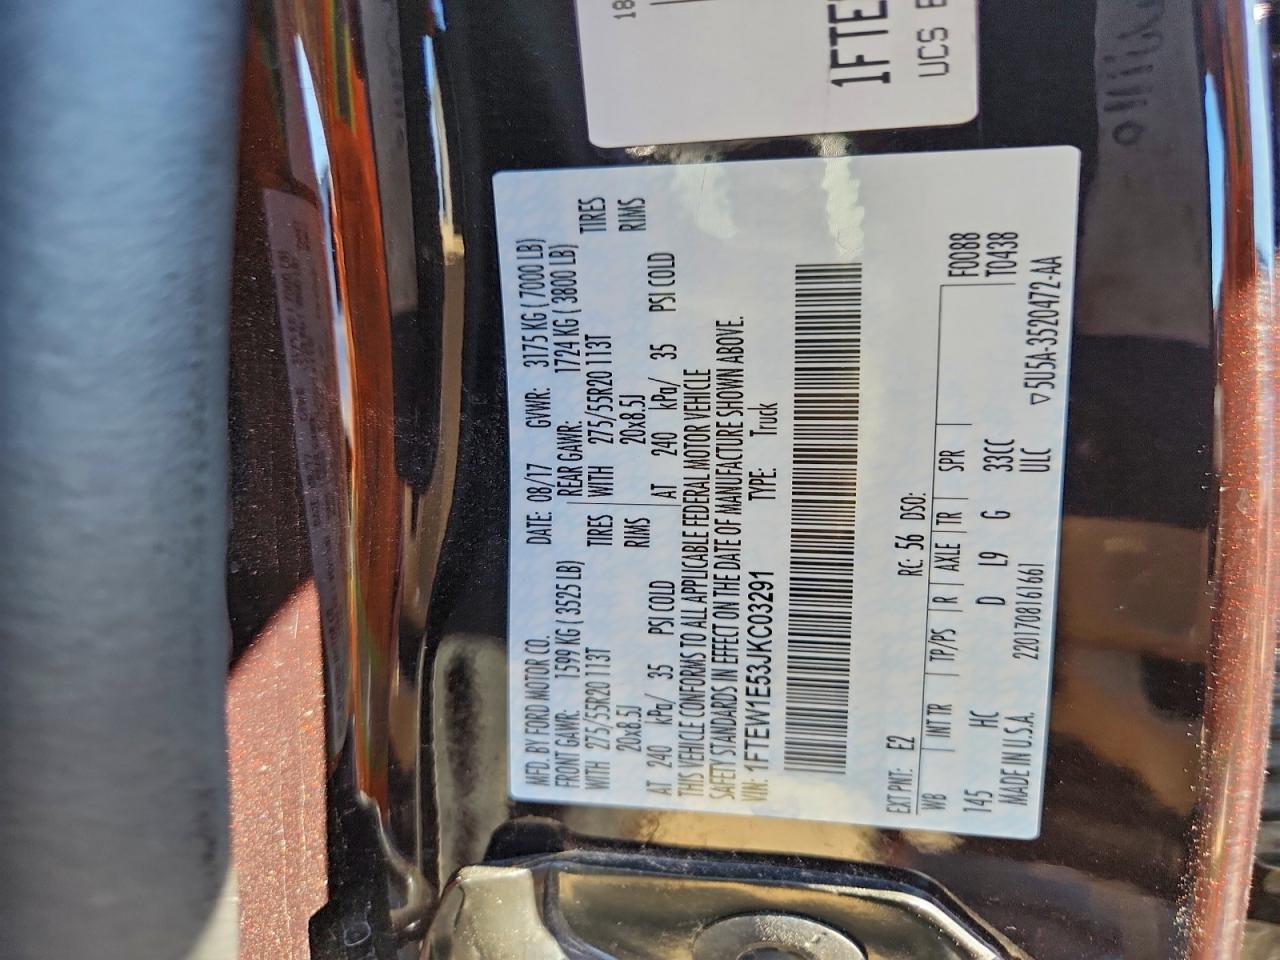 MFD. BY FORD MOTOR CO.
DATE: 08/17 GVWR: 3175 KG ( 7000 LB)
FRONT GAWR: 1599 KG ( 3525 LB) REAR GAWR: 1724 KG ( 3800 LB)
WITH 275/55R20 113T TIRES WITH 275/55R20 113T TIRES
20x8.5J RIMS 20x8.5J RIMS
AT 240 kPa/ 35 PSI COLD AT 240 kPa/ 35 PSI COLD
THIS VEHICLE CONFORMS TO ALL APPLICABLE FEDERAL MOTOR VEHICLE
SAFETY STANDARDS IN EFFECT ON THE DATE OF MANUFACTURE SHOWN ABOVE.
VIN: 1FTEW1E53JKC03291 TYPE: Truck
EXT PNT: E2 RC: 56 DSO:
WB INT TR TP/PS R AXLE TR SPR F0088
145 HC D L9 G 33CC T0438
MADE IN U.S.A. 2201708161661 ULC ▽5U5A-3520472-AA
18
1FTE
UCS